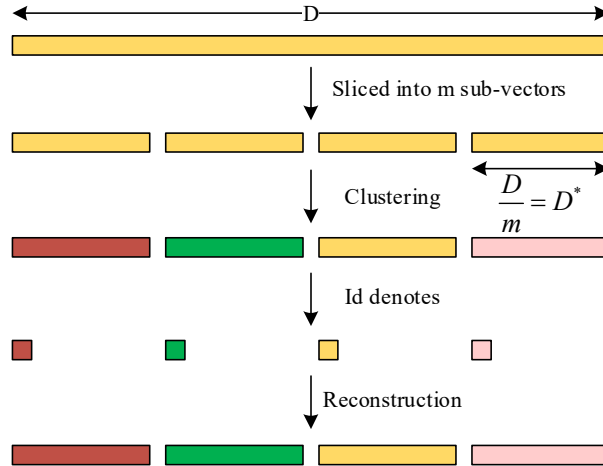 D
Sliced into m sub-vectors
Clustering
D/m = D*
Id denotes
Reconstruction